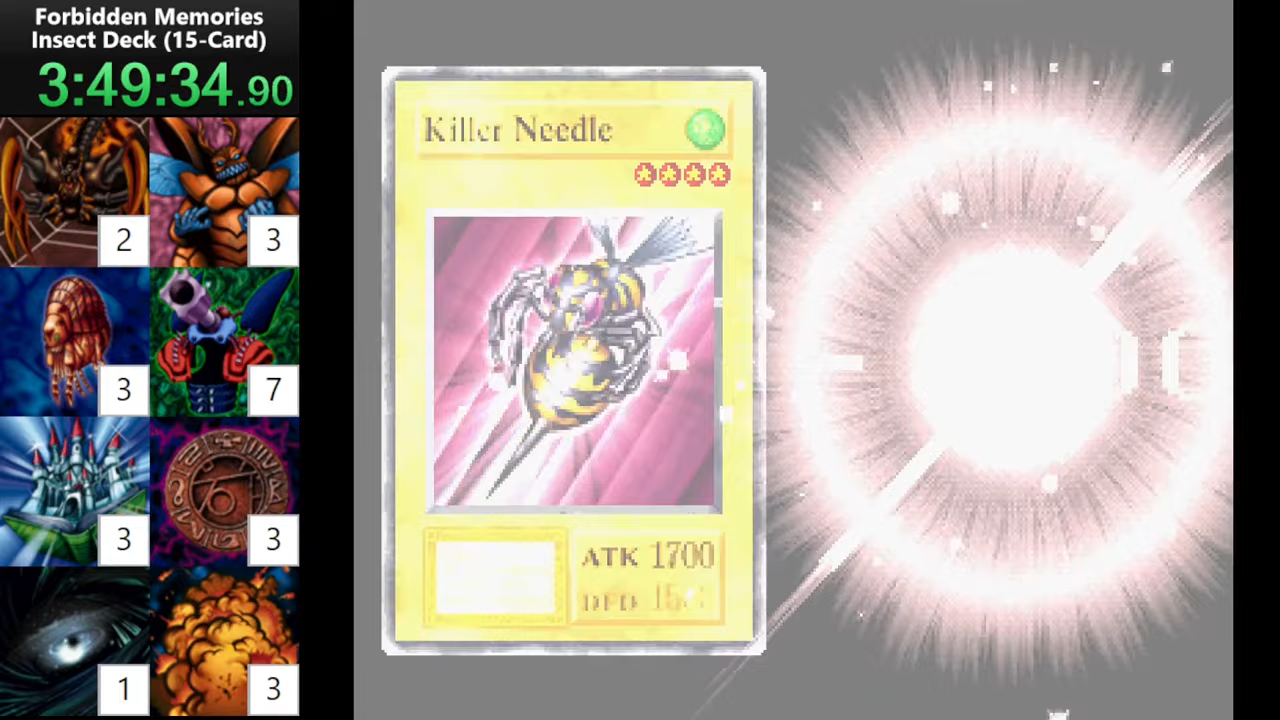 Forbidden Memories
Insect Deck (15-Card)
3:49:34.90
2
3
3
7
3
3
1
3
Killer Needle
ATK 1700